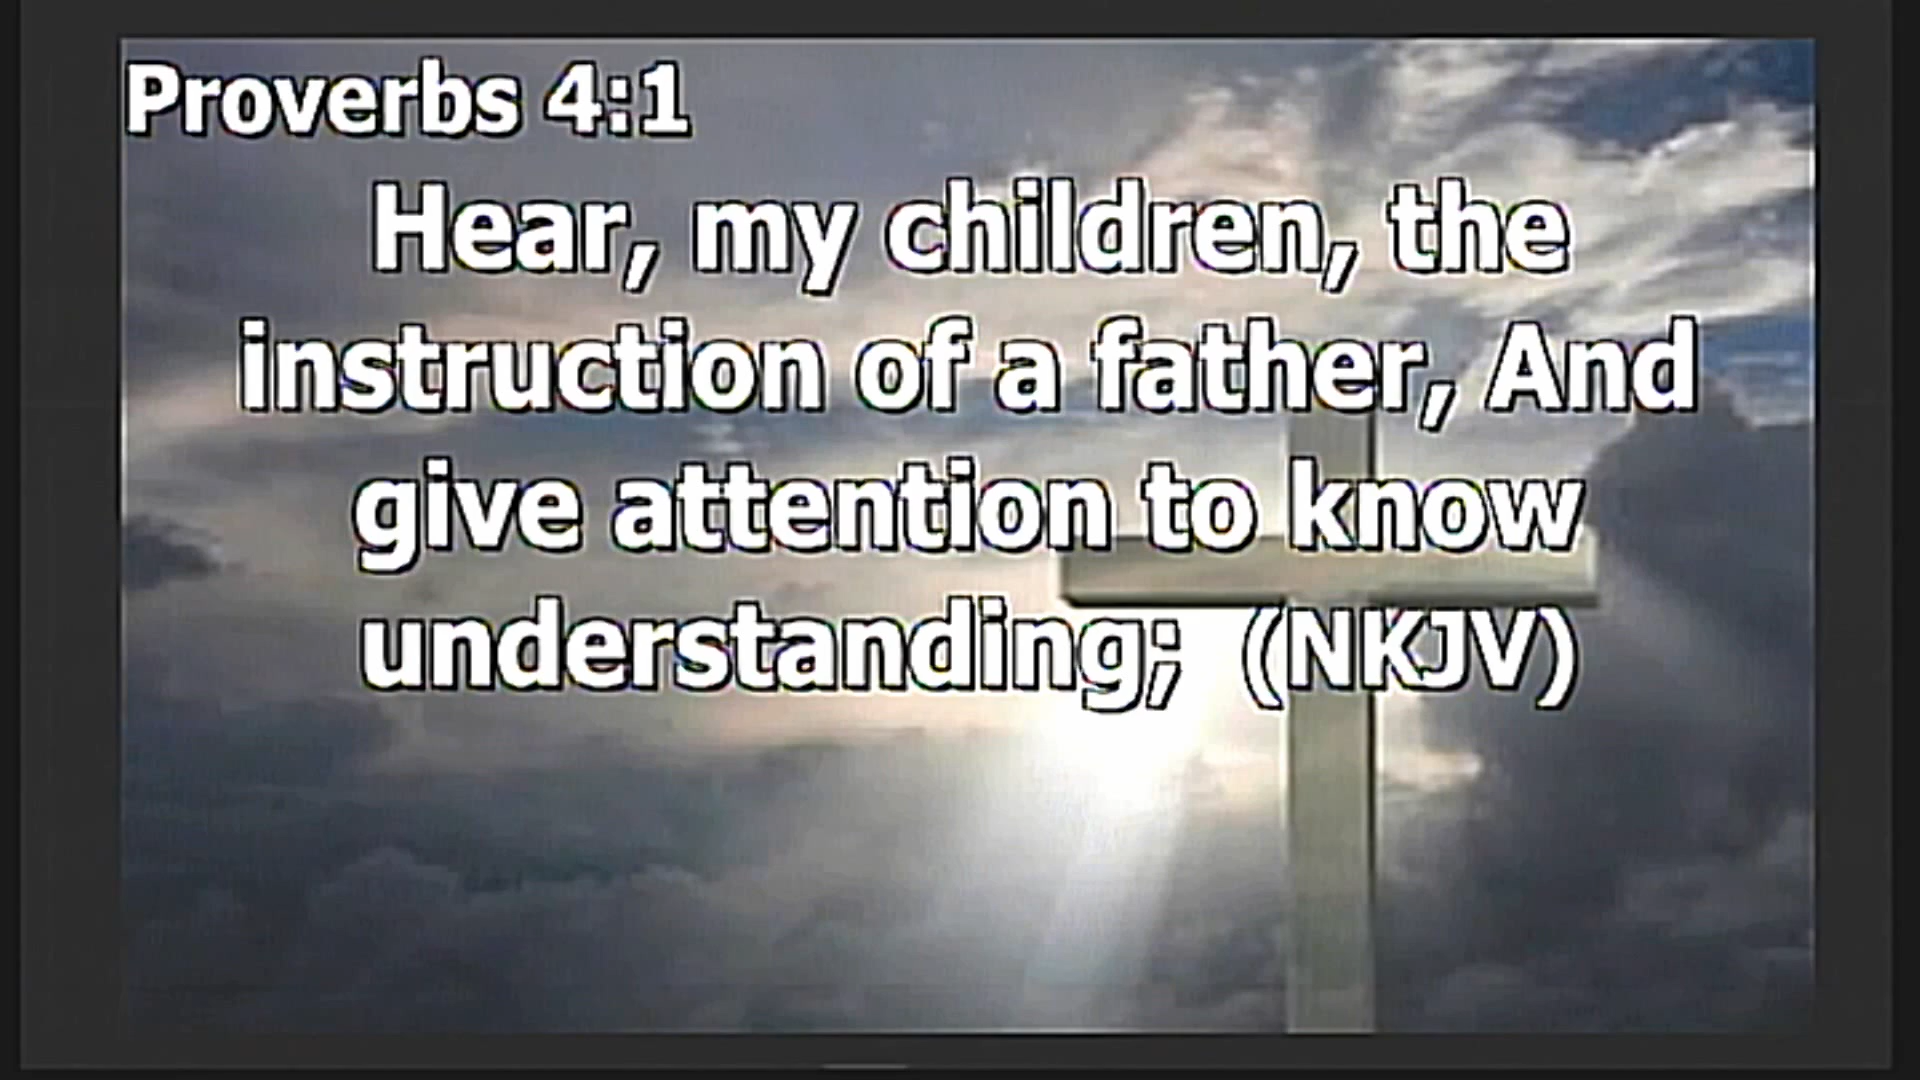 Proverbs 4:1
Hear, my children, the
instruction of a father, And
give attention to know
understanding; (NKJV)